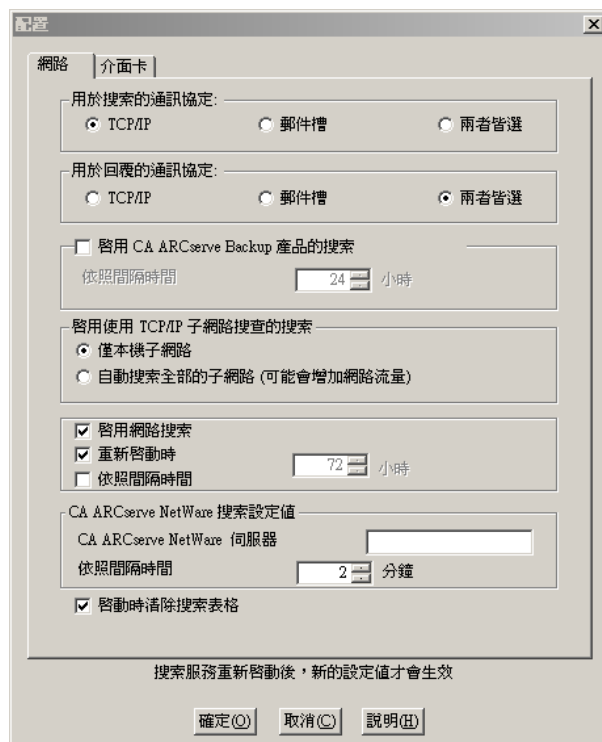 配置
網路
介面卡
用於搜索的通訊協定:
TCP/IP 郵件槽 兩者皆選
用於回覆的通訊協定:
TCP/IP 郵件槽 兩者皆選
啓用 CA ARCserve Backup 產品的搜索
依照間隔時間 24 小時
啓用使用 TCP/IP 子網路搜查的搜索
僅本機子網路
自動搜索全部的子網路 (可能會增加網路流量)
啓用網路搜索
重新啓動時
72 小時
依照間隔時間
CA ARCserve NetWare 搜索設定值
CA ARCserve NetWare 伺服器
依照間隔時間 2 分鐘
啓動時清除搜索表格
搜索服務重新啓動後，新的設定值才會生效
確定(O) 取消(C) 說明(H)